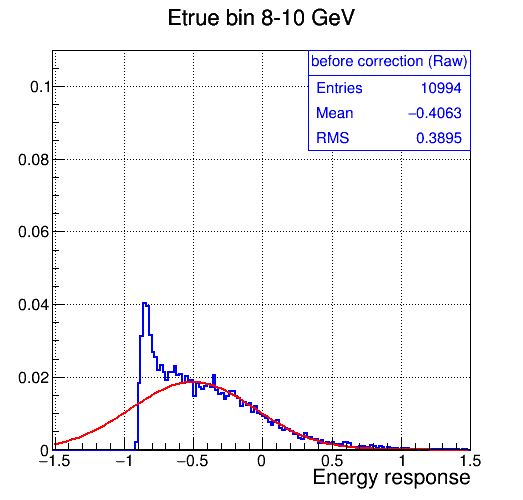 Etrue bin 8-10 GeV
before correction (Raw)
Entries 10994
Mean −0.4063
RMS 0.3895
0.1
0.08
0.06
0.04
0.02
0
−1.5 −1 −0.5 0 0.5 1 1.5
Energy response